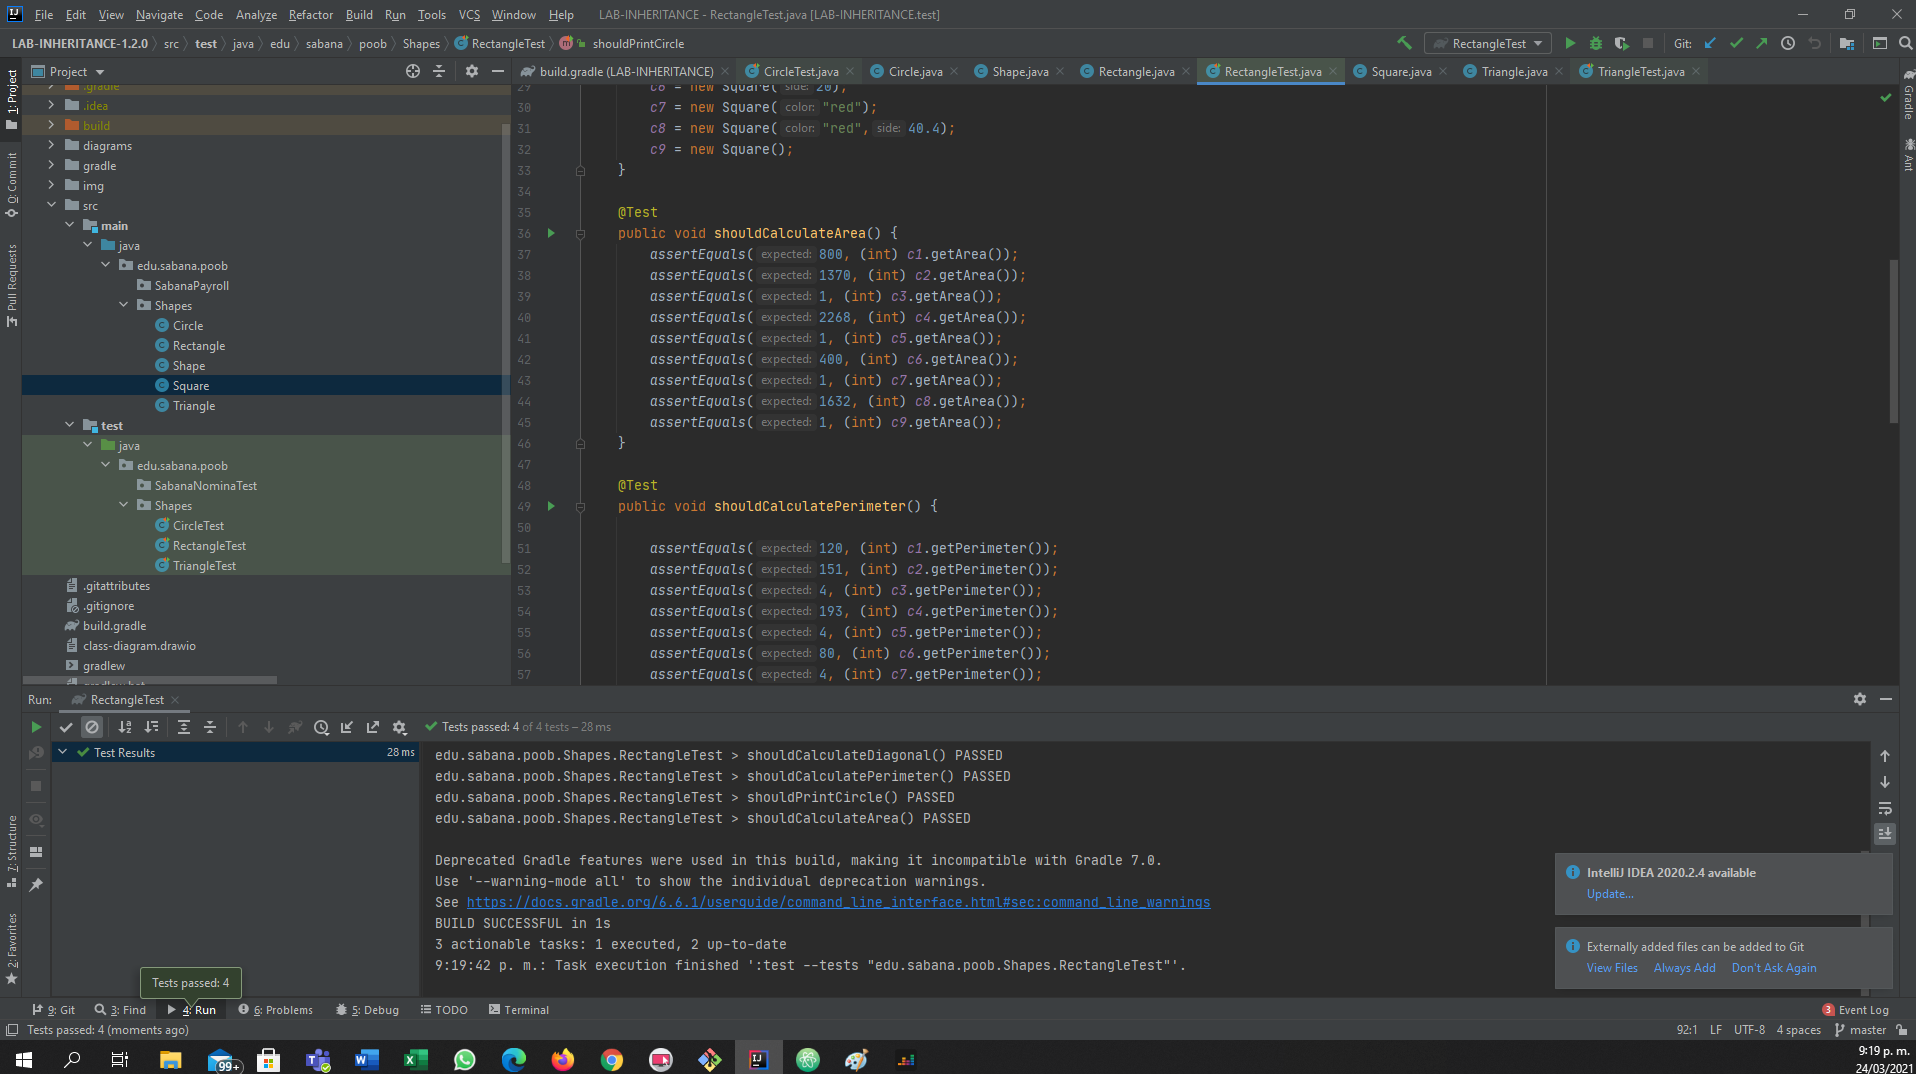 File Edit View Navigate Code Analyze Refactor Build Run Tools VCS Window Help LAB-INHERITANCE - RectangleTest.java [LAB-INHERITANCE.test]
LAB-INHERITANCE-1.2.0 src test java edu sabana poob Shapes RectangleTest shouldPrintCircle
RectangleTest Git:
Project
build.gradle (LAB-INHERITANCE) CircleTest.java Circle.java Shape.java Rectangle.java RectangleTest.java Square.java Triangle.java TriangleTest.java
1: Project
0: Commit
Pull Requests
7: Structure
2: Favorites
Gradle
Ant
.gradle
.idea
build
diagrams
gradle
img
src
main
java
edu.sabana.poob
SabanaPayroll
Shapes
Circle
Rectangle
Shape
Square
Triangle
test
java
edu.sabana.poob
SabanaNominaTest
Shapes
CircleTest
RectangleTest
TriangleTest
.gitattributes
.gitignore
build.gradle
class-diagram.drawio
gradlew
gradlew.bat
29 c6 = new Square( side: 20);
30 c7 = new Square( color: "red");
31 c8 = new Square( color: "red", side: 40.4);
32 c9 = new Square();
33 }
34
35 @Test
36 public void shouldCalculateArea() {
37 assertEquals( expected: 800, (int) c1.getArea());
38 assertEquals( expected: 1370, (int) c2.getArea());
39 assertEquals( expected: 1, (int) c3.getArea());
40 assertEquals( expected: 2268, (int) c4.getArea());
41 assertEquals( expected: 1, (int) c5.getArea());
42 assertEquals( expected: 400, (int) c6.getArea());
43 assertEquals( expected: 1, (int) c7.getArea());
44 assertEquals( expected: 1632, (int) c8.getArea());
45 assertEquals( expected: 1, (int) c9.getArea());
46 }
47
48 @Test
49 public void shouldCalculatePerimeter() {
50
51 assertEquals( expected: 120, (int) c1.getPerimeter());
52 assertEquals( expected: 151, (int) c2.getPerimeter());
53 assertEquals( expected: 4, (int) c3.getPerimeter());
54 assertEquals( expected: 193, (int) c4.getPerimeter());
55 assertEquals( expected: 4, (int) c5.getPerimeter());
56 assertEquals( expected: 80, (int) c6.getPerimeter());
57 assertEquals( expected: 4, (int) c7.getPerimeter());
Run: RectangleTest
Tests passed: 4 of 4 tests – 28 ms
Test Results 28 ms
edu.sabana.poob.Shapes.RectangleTest > shouldCalculateDiagonal() PASSED
edu.sabana.poob.Shapes.RectangleTest > shouldCalculatePerimeter() PASSED
edu.sabana.poob.Shapes.RectangleTest > shouldPrintCircle() PASSED
edu.sabana.poob.Shapes.RectangleTest > shouldCalculateArea() PASSED
Deprecated Gradle features were used in this build, making it incompatible with Gradle 7.0.
Use '--warning-mode all' to show the individual deprecation warnings.
See https://docs.gradle.org/6.6.1/userguide/command_line_interface.html#sec:command_line_warnings
BUILD SUCCESSFUL in 1s
3 actionable tasks: 1 executed, 2 up-to-date
9:19:42 p. m.: Task execution finished ':test --tests "edu.sabana.poob.Shapes.RectangleTest"'.
IntelliJ IDEA 2020.2.4 available
Update...
Externally added files can be added to Git
View Files Always Add Don't Ask Again
Tests passed: 4
9: Git 3: Find 4: Run 6: Problems 5: Debug TODO Terminal 3 Event Log
Tests passed: 4 (moments ago) 92:1 LF UTF-8 4 spaces master
99+
9:19 p. m.
24/03/2021